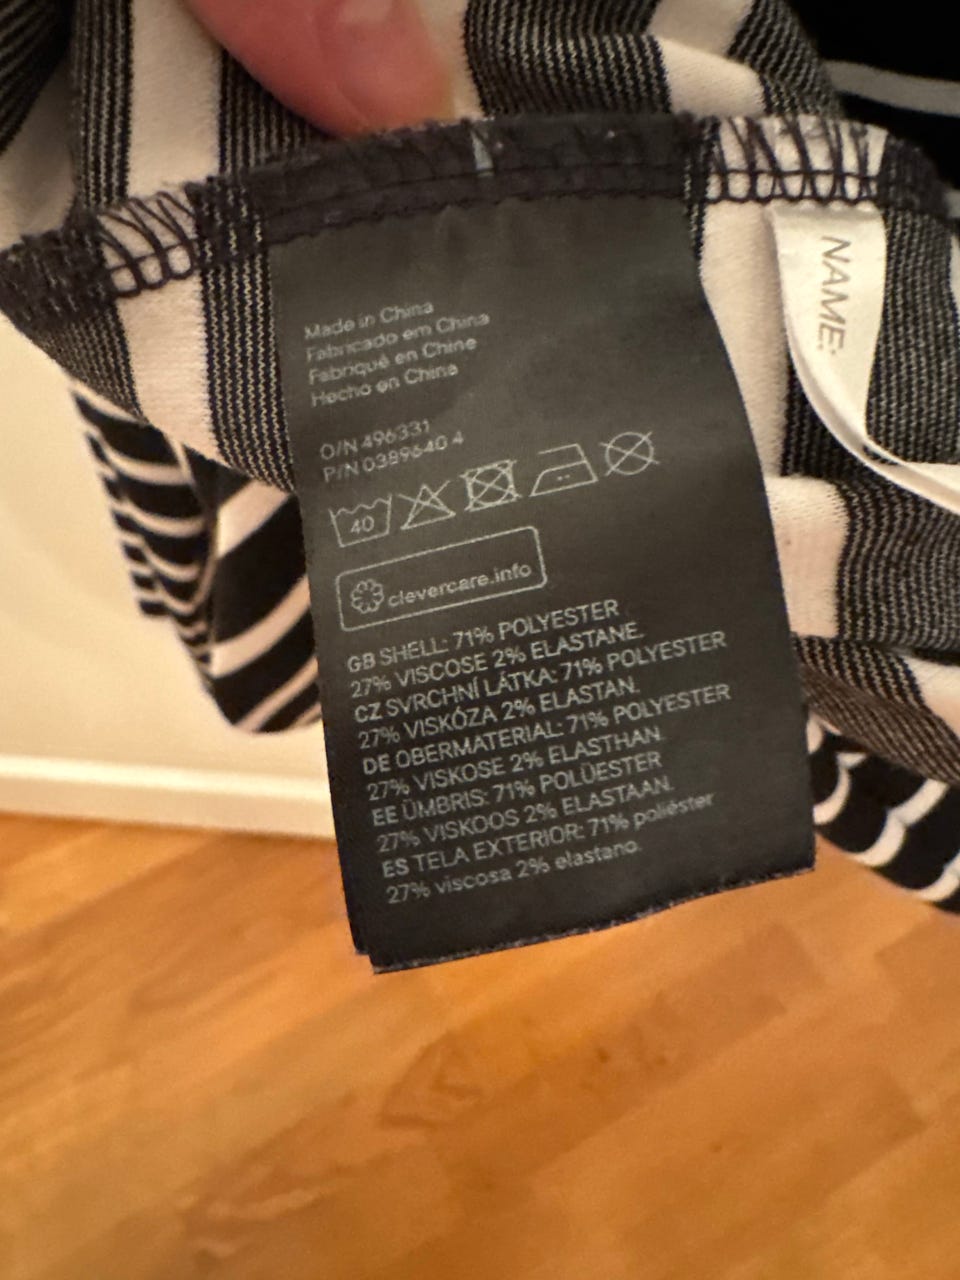 Made in China
Fabricado em China
Fabriqué en Chine
Hecho en China
O/N 496331
P/N 0389640 4
40
clevercare.info
GB SHELL: 71% POLYESTER
27% VISCOSE 2% ELASTANE.
CZ SVRCHNÍ LÁTKA: 71% POLYESTER
27% VISKÓZA 2% ELASTAN.
DE OBERMATERIAL: 71% POLYESTER
27% VISKOSE 2% ELASTHAN.
EE ÜMBRIS: 71% POLÜESTER
27% VISKOOS 2% ELASTAAN.
ES TELA EXTERIOR: 71% poliéster
27% viscosa 2% elastano.
NAME: